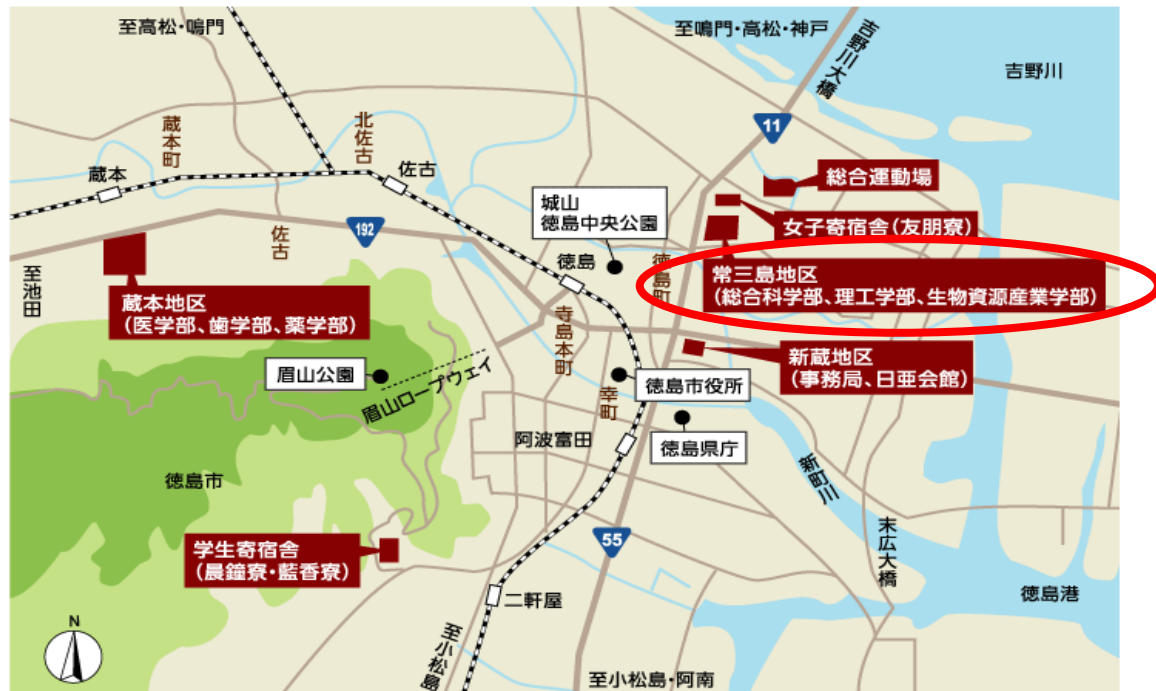 至高松・鳴門
至鳴門・高松・神戸
吉野川大橋
吉野川
11
蔵本町
北佐古
蔵本
佐古
総合運動場
城山
徳島中央公園
女子寄宿舎(友朋寮)
192
佐古
徳島
徳島町
常三島地区
(総合科学部、理工学部、生物資源産業学部)
至池田
蔵本地区
(医学部、歯学部、薬学部)
寺島本町
新蔵地区
(事務局、日亜会館)
眉山公園
眉山ロープウェイ
幸町
徳島市役所
阿波富田
徳島県庁
新町川
徳島市
末広大橋
55
学生寄宿舎
(晨鐘寮・藍香寮)
二軒屋
徳島港
N
至小松島
至小松島・阿南